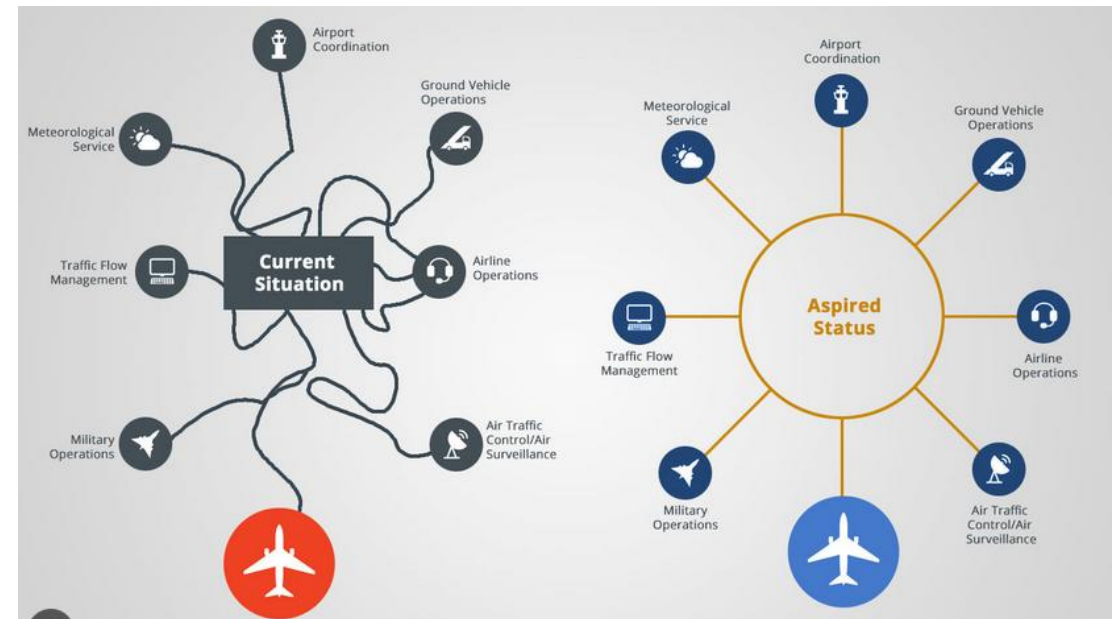 Airport
Coordination
Ground Vehicle
Operations
Meteorological
Service
Current
Situation
Traffic Flow
Management
Airline
Operations
Military
Operations
Air Traffic
Control/Air
Surveillance
Airport
Coordination
Meteorological
Service
Ground Vehicle
Operations
Aspired
Status
Traffic Flow
Management
Airline
Operations
Military
Operations
Air Traffic
Control/Air
Surveillance